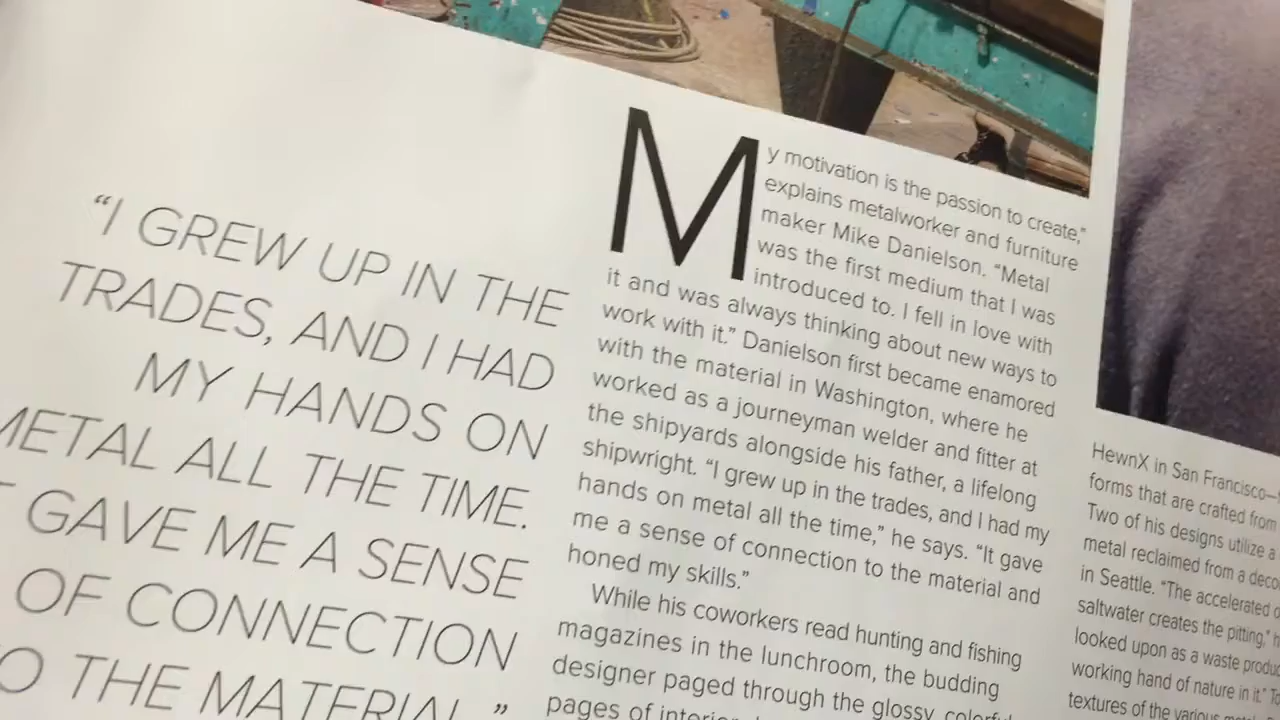 “I GREW UP IN THE
TRADES, AND I HAD
MY HANDS ON
METAL ALL THE TIME.
GAVE ME A SENSE
OF CONNECTION
THE MATERIAL.”
My motivation is the passion to create,”
explains metalworker and furniture
maker Mike Danielson. “Metal
was the first medium that I was
introduced to. I fell in love with
it and was always thinking about new ways to
work with it.” Danielson first became enamored
with the material in Washington, where he
worked as a journeyman welder and fitter at
the shipyards alongside his father, a lifelong
shipwright. “I grew up in the trades, and I had my
hands on metal all the time,” he says. “It gave
me a sense of connection to the material and
honed my skills.”
While his coworkers read hunting and fishing
magazines in the lunchroom, the budding
designer paged through the glossy, colorful
pages of
HewnX in San Francisco—
forms that are crafted from
Two of his designs utilize a
metal reclaimed from a
in Seattle. “The accelerated
saltwater creates the pitting,”
looked upon as a waste
working hand of nature in it.”
textures of the various